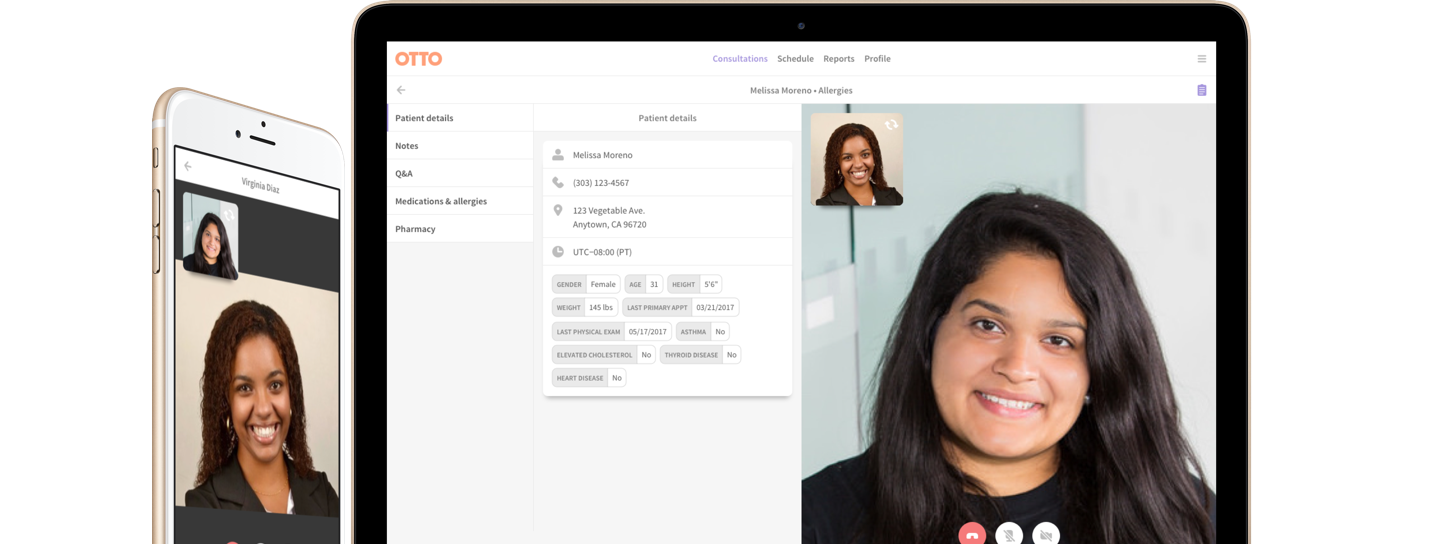 OTTO
Consultations Schedule Reports Profile
Melissa Moreno • Allergies
Patient details
Notes
Q&A
Medications & allergies
Pharmacy
Patient details
Melissa Moreno
(303) 123-4567
123 Vegetable Ave.
Anytown, CA 96720
UTC−08:00 (PT)
GENDER Female AGE 31 HEIGHT 5'6"
WEIGHT 145 lbs LAST PRIMARY APPT 03/21/2017
LAST PHYSICAL EXAM 05/17/2017 ASTHMA No
ELEVATED CHOLESTEROL No THYROID DISEASE No
HEART DISEASE No
Virginia Diaz